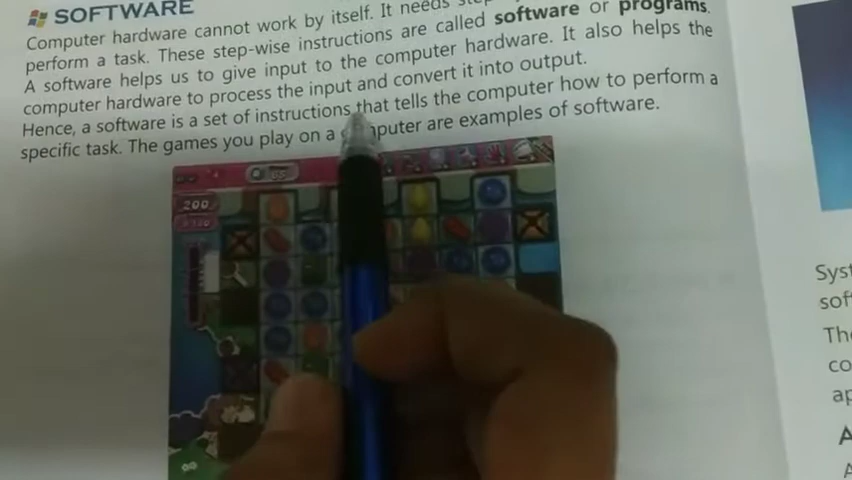 SOFTWARE
Computer hardware cannot work by itself. It needs
perform a task. These step-wise instructions are called software or programs.
A software helps us to give input to the computer hardware. It also helps the
computer hardware to process the input and convert it into output.
Hence, a software is a set of instructions that tells the computer how to perform a
specific task. The games you play on a computer are examples of software.
200
Syst
soft
The
co
ap
A
A